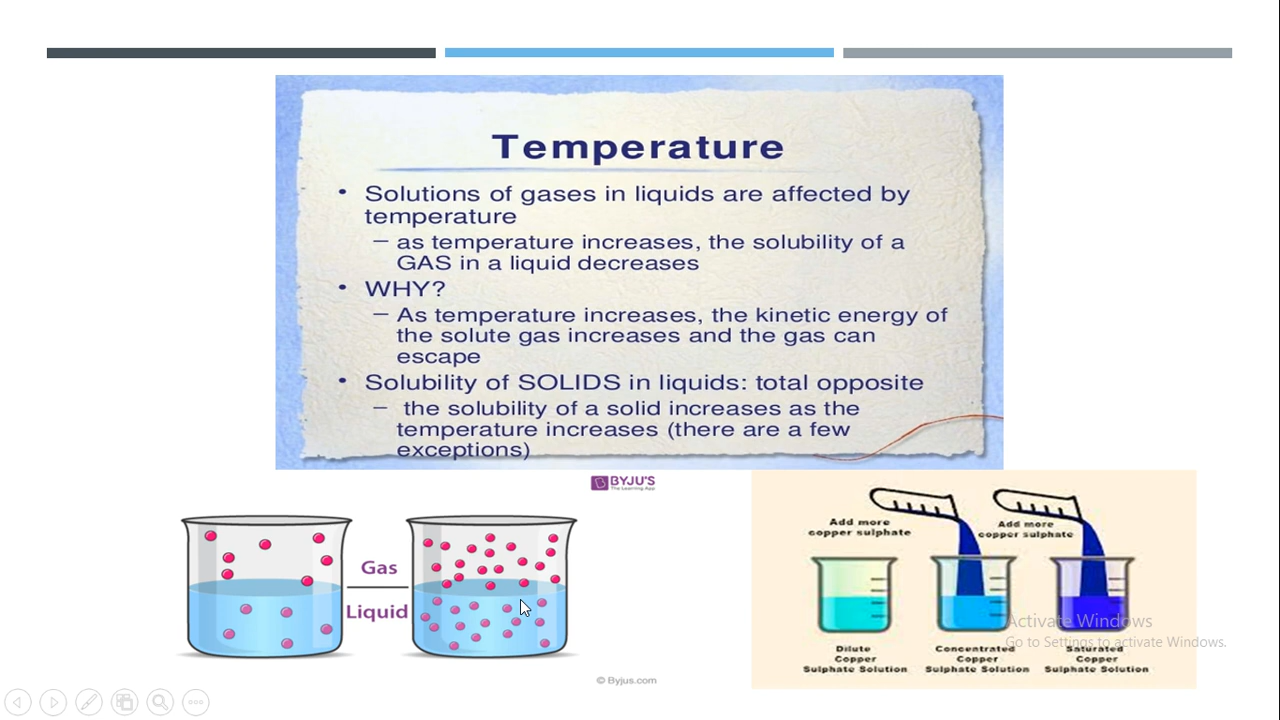 Temperature
• Solutions of gases in liquids are affected by
temperature
– as temperature increases, the solubility of a
GAS in a liquid decreases
• WHY?
– As temperature increases, the kinetic energy of
the solute gas increases and the gas can
escape
• Solubility of SOLIDS in liquids: total opposite
– the solubility of a solid increases as the
temperature increases (there are a few
exceptions)
BYJU'S
The Learning App
Gas
Liquid
© Byjus.com
Add more
copper sulphate
Add more
copper sulphate
Dilute
Copper
Sulphate Solution
Concentrated
Copper
Sulphate Solution
Saturated
Copper
Sulphate Solution
Activate Windows
Go to Settings to activate Windows.